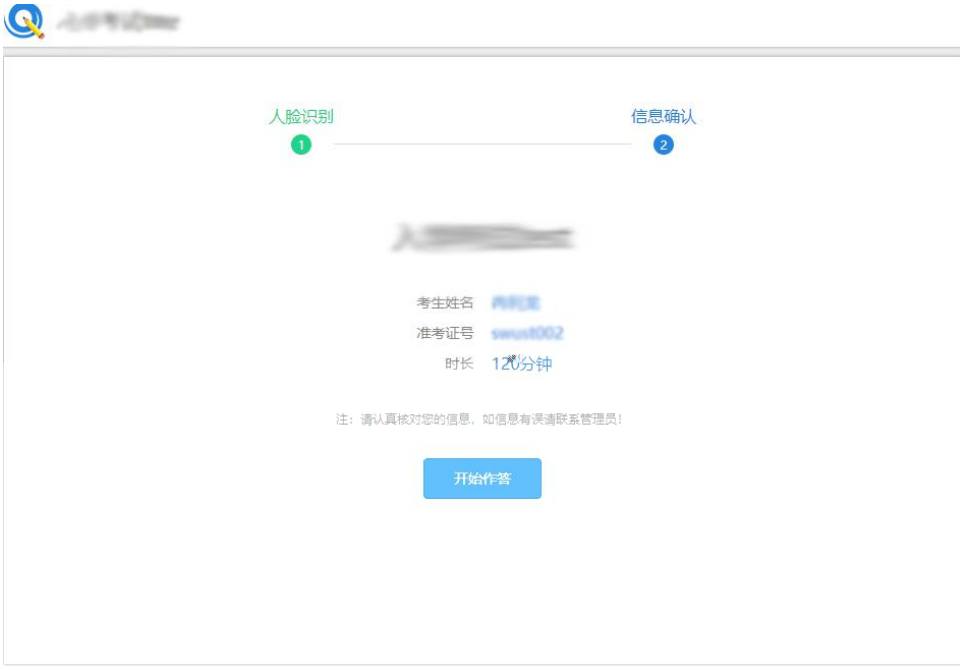 人脸识别
信息确认
1
2
考生姓名
准考证号 swust002
时长 120分钟
注：请认真核对您的信息，如信息有误请联系管理员！
开始作答